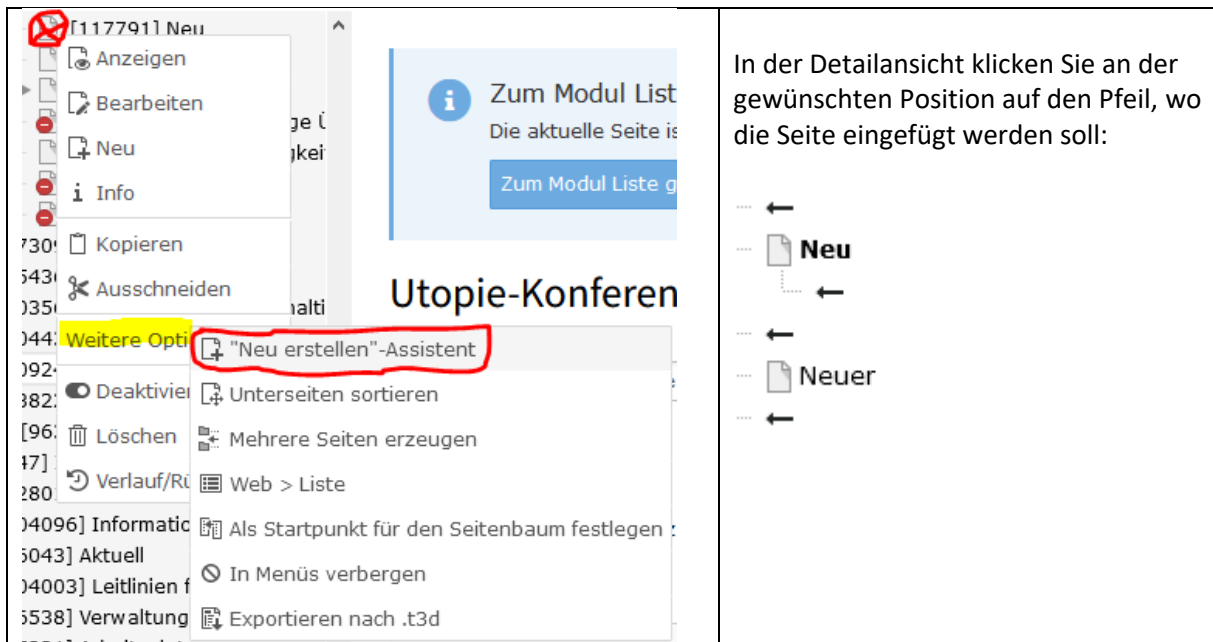 [117791] Neu
Anzeigen
Bearbeiten
Neu
Info
Kopieren
Ausschneiden
Weitere Opti
Deaktivier
Löschen
Verlauf/Rü
"Neu erstellen"-Assistent
Unterseiten sortieren
Mehrere Seiten erzeugen
Web > Liste
Als Startpunkt für den Seitenbaum festlegen
In Menüs verbergen
Exportieren nach .t3d
04096] Informatio
5043] Aktuell
04003] Leitlinien f
5538] Verwaltung
Zum Modul List
Die aktuelle Seite is
Zum Modul Liste g
Utopie-Konferen
In der Detailansicht klicken Sie an der
gewünschten Position auf den Pfeil, wo
die Seite eingefügt werden soll:
Neu
Neuer